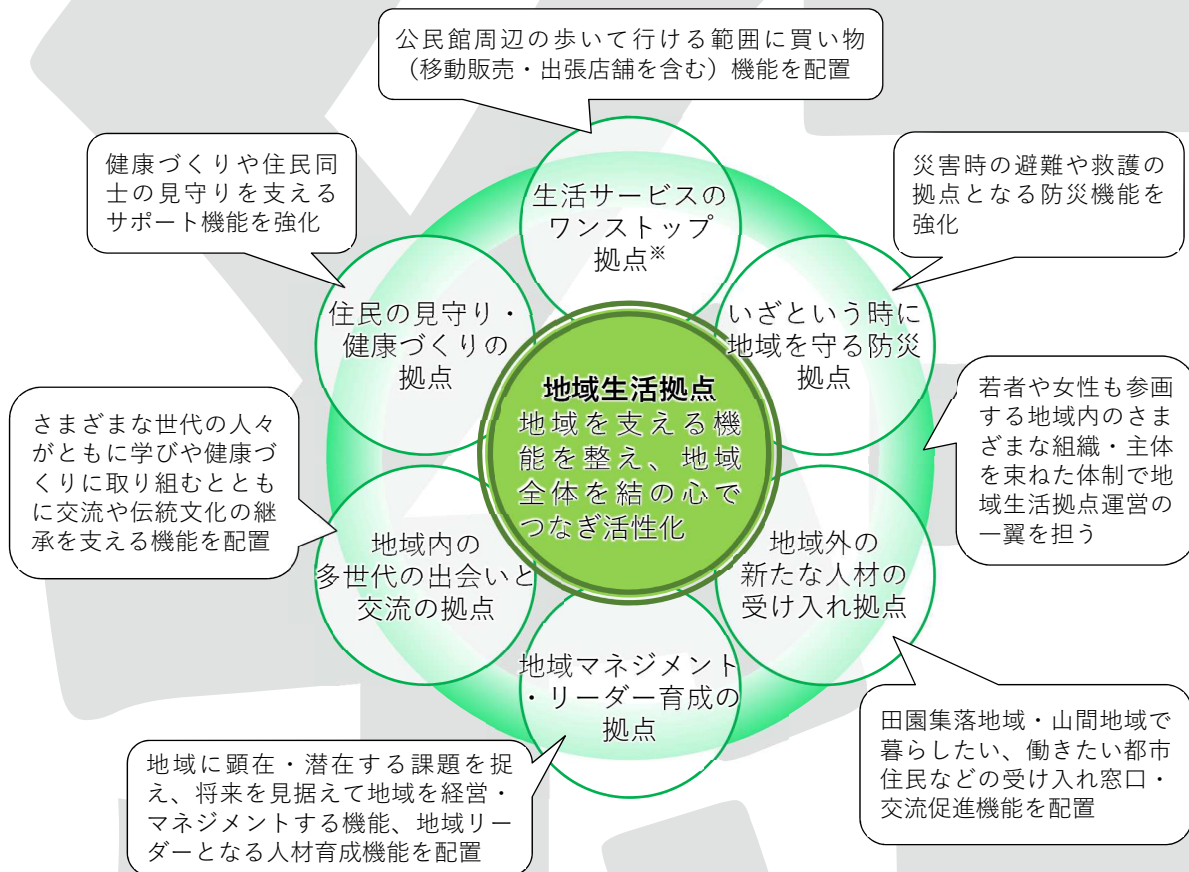 公民館周辺の歩いて行ける範囲に買い物
（移動販売・出張店舗を含む）機能を配置
健康づくりや住民同
士の見守りを支える
サポート機能を強化
災害時の避難や救護の
拠点となる防災機能を
強化
生活サービスの
ワンストップ
拠点※
住民の見守り・
健康づくりの
拠点
いざという時に
地域を守る防災
拠点
地域生活拠点
地域を支える機
能を整え、地域
全体を結の心で
つなぎ活性化
さまざまな世代の人々
がともに学びや健康づ
くりに取り組むととも
に交流や伝統文化の継
承を支える機能を配置
若者や女性も参画
する地域内のさま
ざまな組織・主体
を束ねた体制で地
域生活拠点運営の
一翼を担う
地域内の
多世代の出会いと
交流の拠点
地域外の
新たな人材の
受け入れ拠点
地域マネジメント
・リーダー育成の
拠点
地域に顕在・潜在する課題を捉
え、将来を見据えて地域を経営・
マネジメントする機能、地域リー
ダーとなる人材育成機能を配置
田園集落地域・山間地域で
暮らしたい、働きたい都市
住民などの受け入れ窓口・
交流促進機能を配置